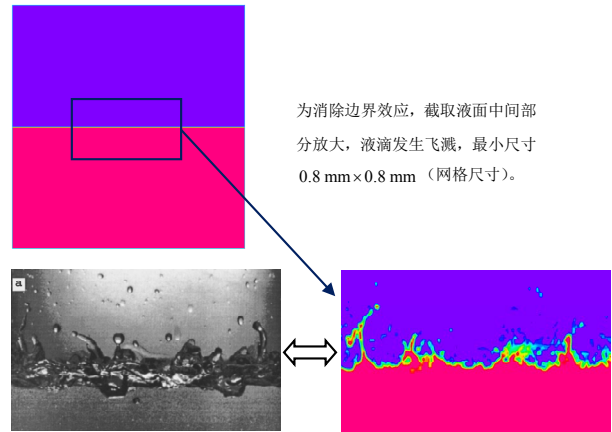 为消除边界效应，截取液面中间部
分放大，液滴发生飞溅，最小尺寸
0.8 mm×0.8 mm（网格尺寸）。
a